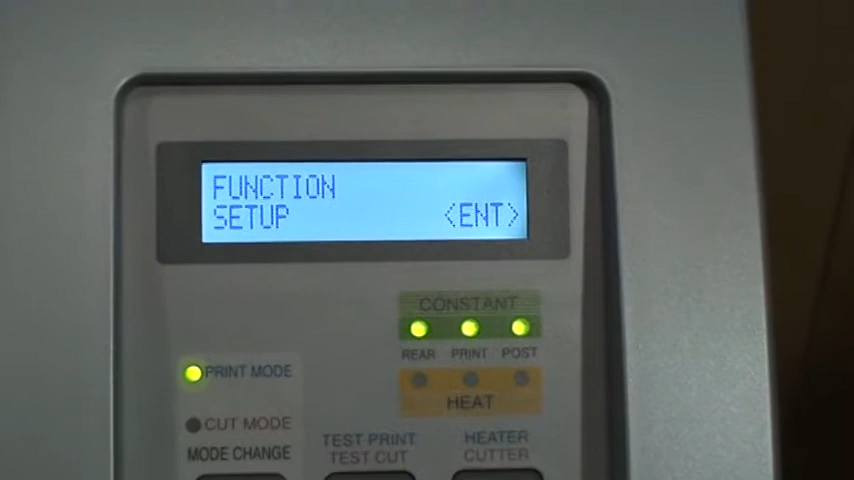 FUNCTION
SETUP <ENT>
CONSTANT
REAR PRINT POST
HEAT
PRINT MODE
CUT MODE
MODE CHANGE
TEST PRINT
TEST CUT
HEATER
CUTTER